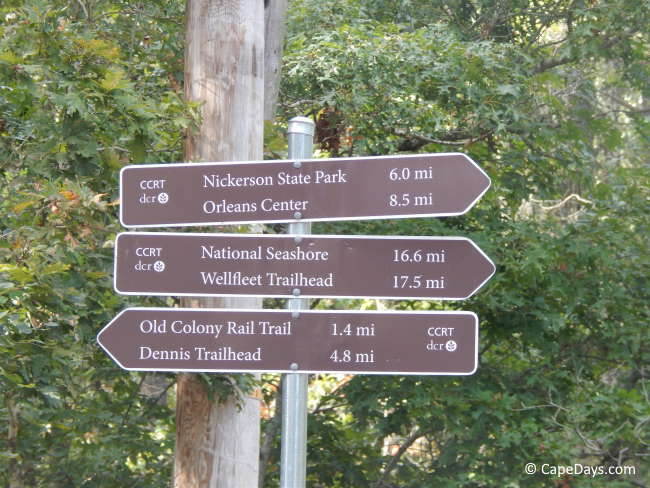 CCRT Nickerson State Park 6.0 mi
dcr Orleans Center 8.5 mi
CCRT National Seashore 16.6 mi
dcr Wellfleet Trailhead 17.5 mi
Old Colony Rail Trail 1.4 mi CCRT
Dennis Trailhead 4.8 mi dcr
© CapeDays.com